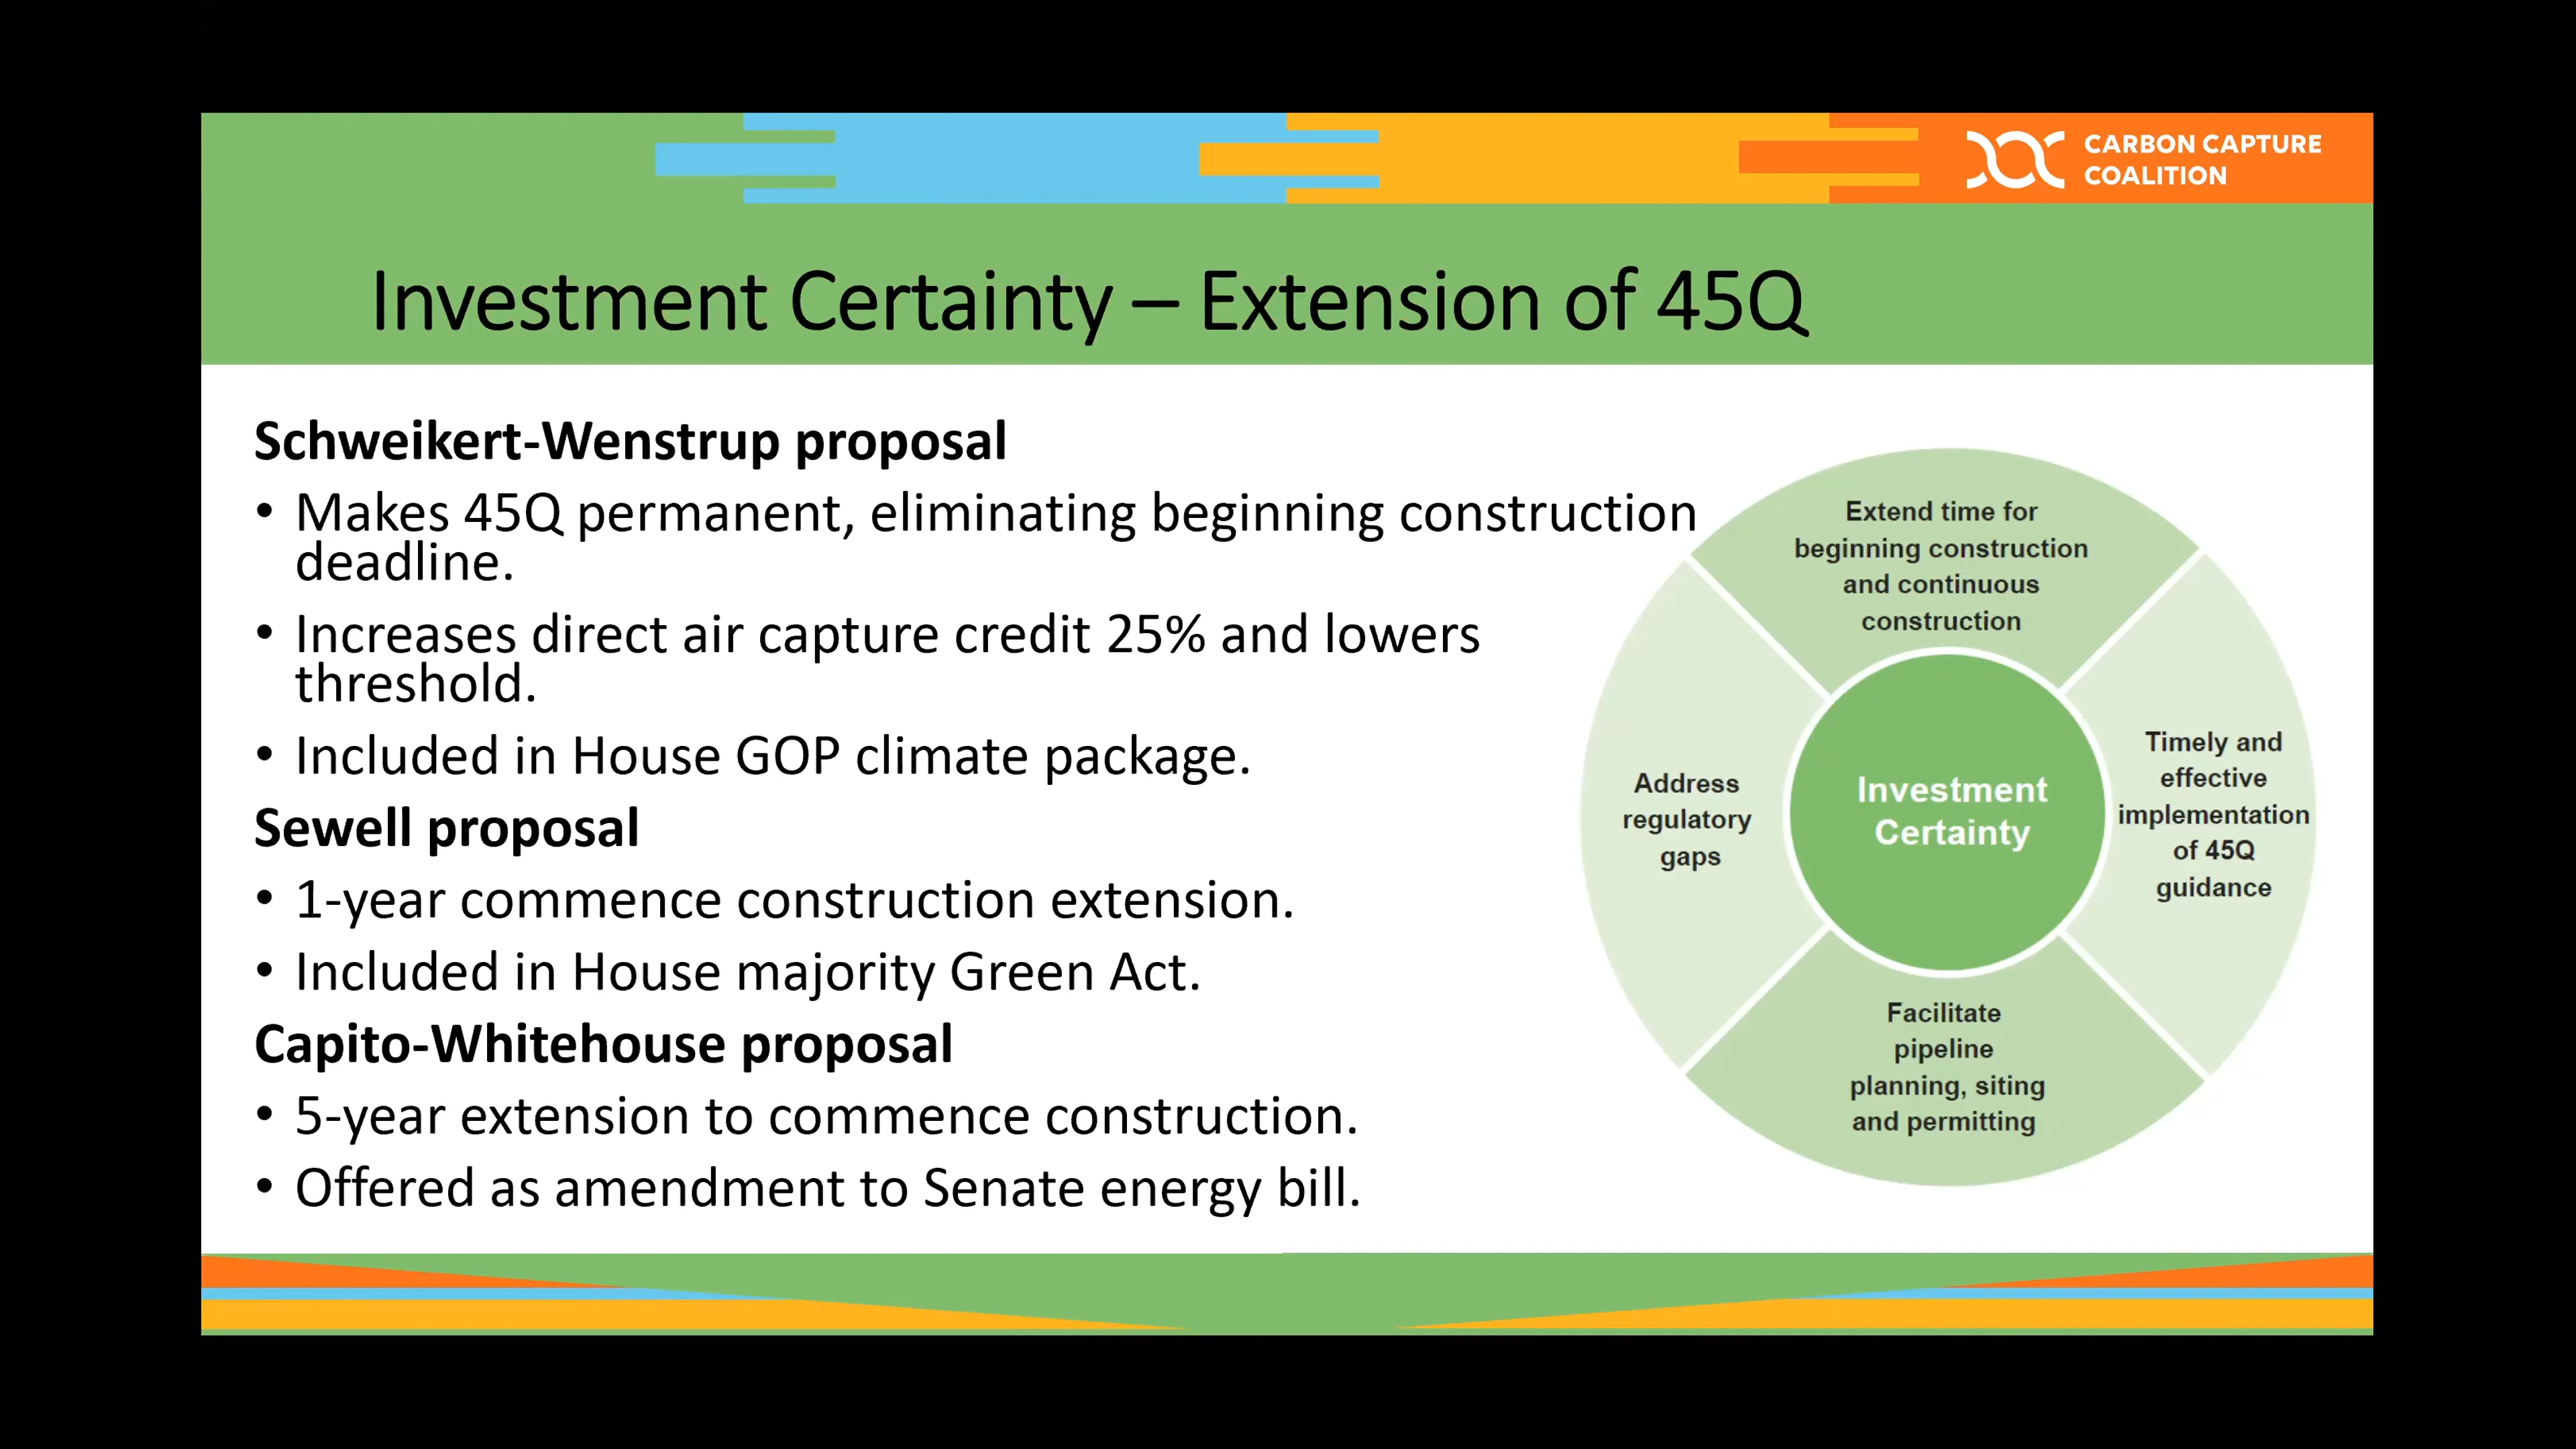 CARBON CAPTURE
COALITION
Investment Certainty – Extension of 45Q
Schweikert-Wenstrup proposal
• Makes 45Q permanent, eliminating beginning construction
deadline.
• Increases direct air capture credit 25% and lowers
threshold.
• Included in House GOP climate package.
Sewell proposal
• 1-year commence construction extension.
• Included in House majority Green Act.
Capito-Whitehouse proposal
• 5-year extension to commence construction.
• Offered as amendment to Senate energy bill.
Extend time for
beginning construction
and continuous
construction
Timely and
effective
implementation
of 45Q
guidance
Facilitate
pipeline
planning, siting
and permitting
Address
regulatory
gaps
Investment
Certainty